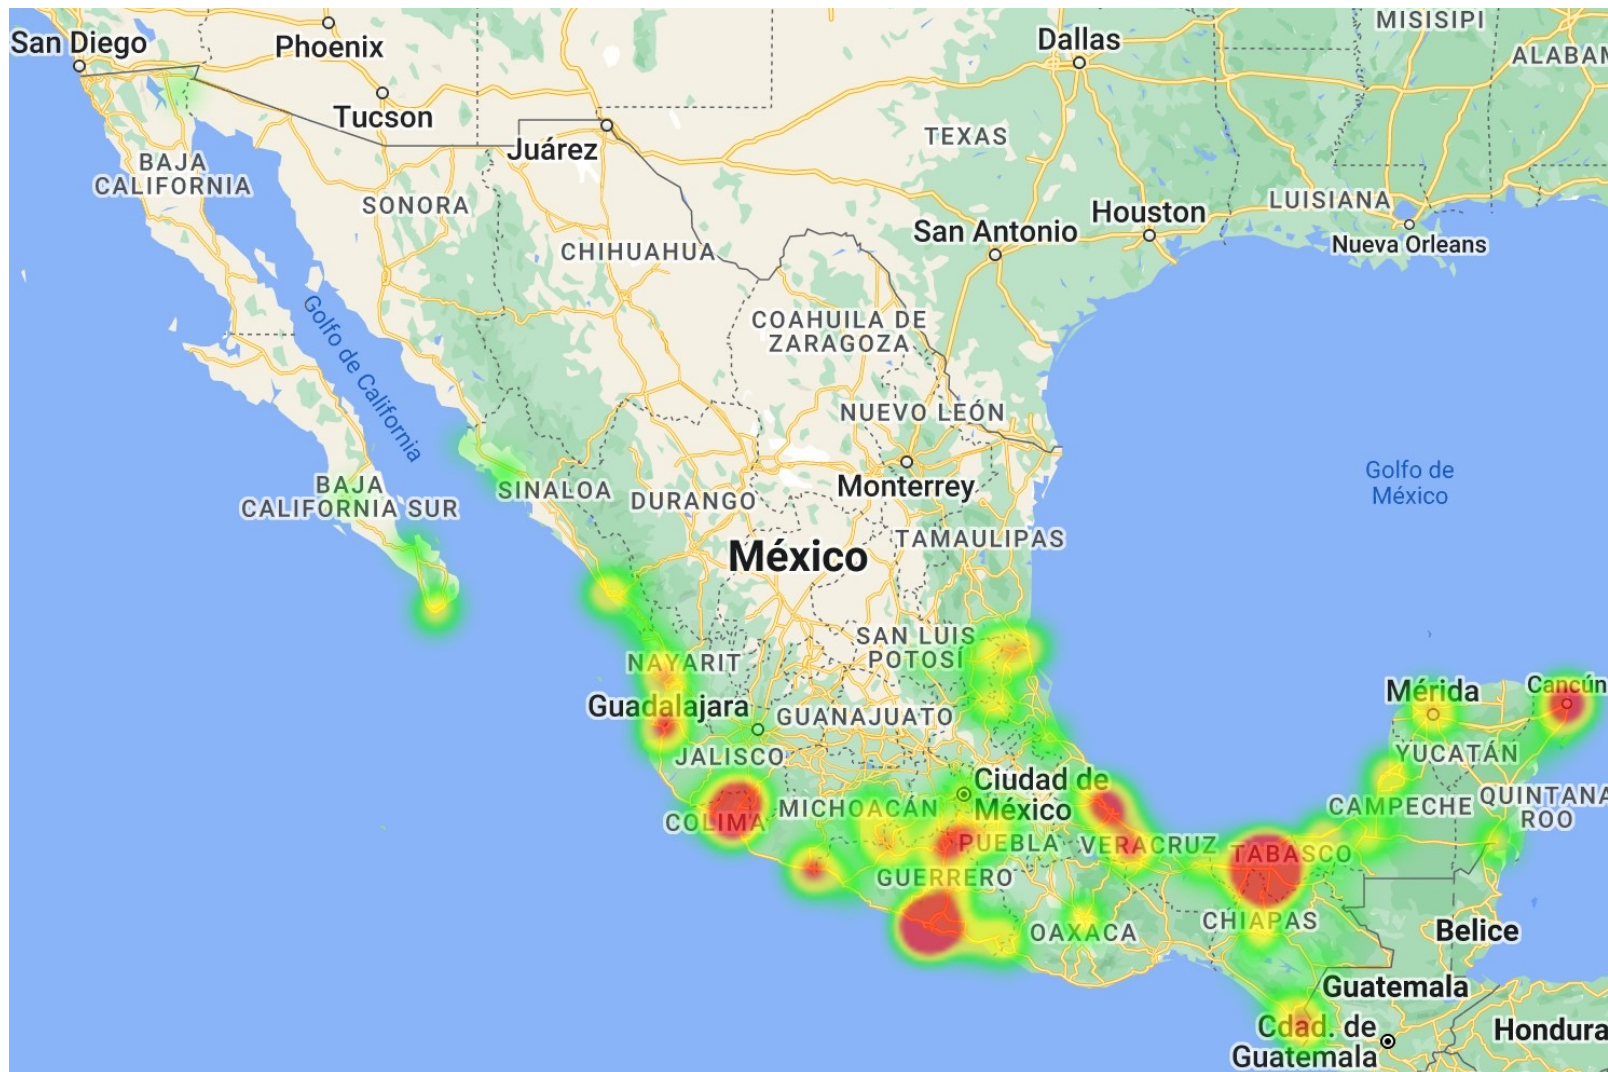 MISISIPI
San Diego
Phoenix
Dallas
ALABAM
Tucson
Juárez
TEXAS
BAJA
CALIFORNIA
SONORA
LUISIANA
Houston
San Antonio
Nueva Orleans
CHIHUAHUA
Golfo de California
COAHUILA DE
ZARAGOZA
NUEVO LEÓN
Golfo de
México
BAJA
CALIFORNIA SUR
SINALOA
DURANGO
Monterrey
TAMAULIPAS
México
SAN LUIS
POTOSÍ
NAYARIT
Guadalajara
GUANAJUATO
Mérida
Cancún
JALISCO
YUCATÁN
Ciudad de
México
COLIMA
MICHOACÁN
PUEBLA
VERACRUZ
TABASCO
CAMPECHE
QUINTANA
ROO
GUERRERO
OAXACA
CHIAPAS
Belice
Guatemala
Cdad. de
Guatemala
Hondura